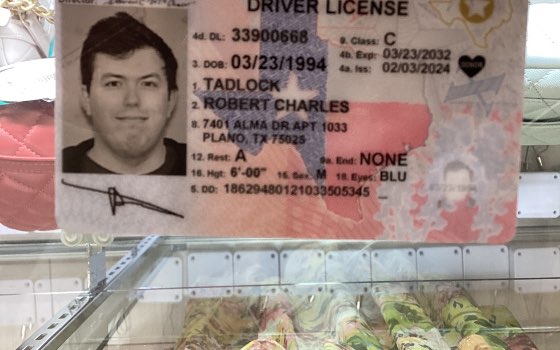 DRIVER LICENSE
4d. DL: 33900668 9. Class: C
3. DOB: 03/23/1994 4b. Exp: 03/23/2032
4a. Iss: 02/03/2024 DONOR
1. TADLOCK
2. ROBERT CHARLES
8. 7401 ALMA DR APT 1033
PLANO, TX 75025
12. Rest: A 9a. End: NONE
16. Hgt: 6'-06" 15. Sex: M 18. Eyes: BLU
5. DD: 18629480121033505345